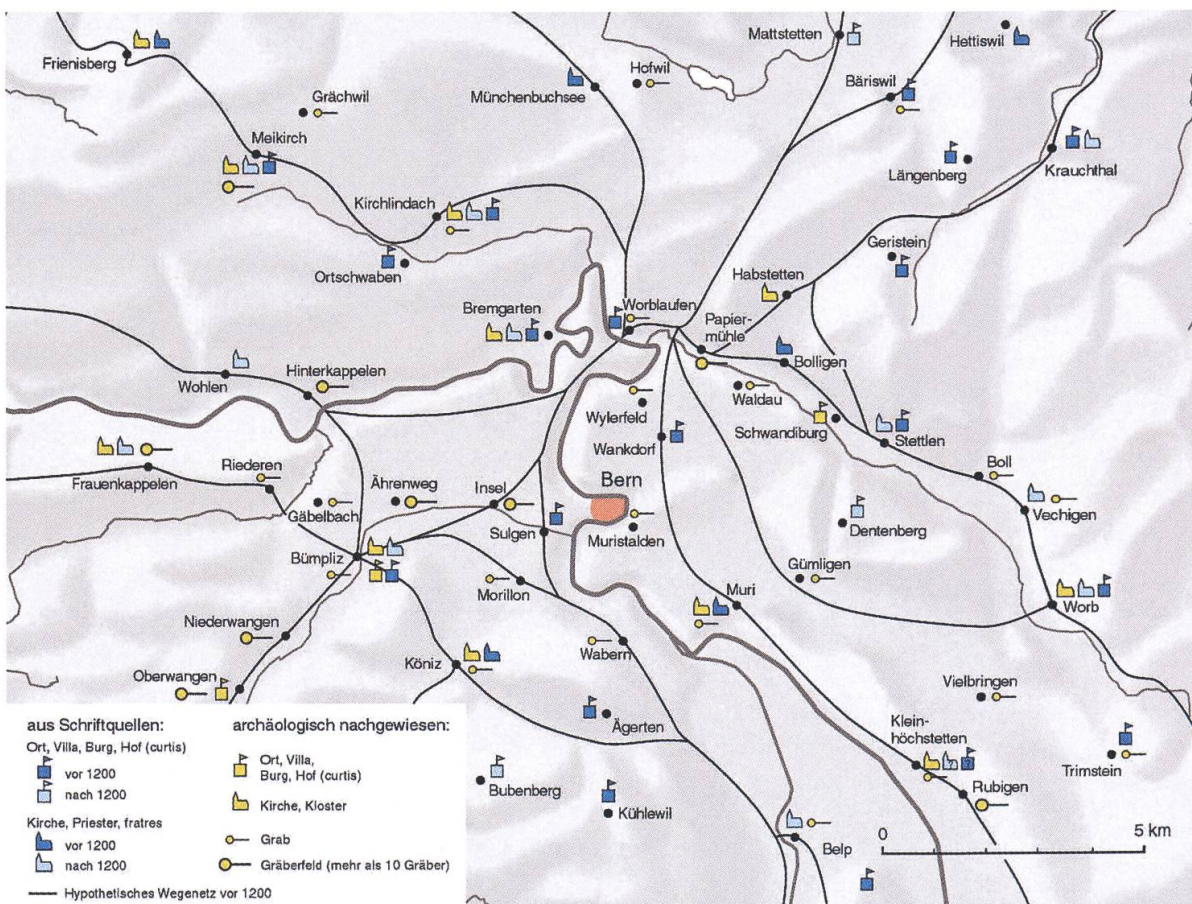 Frienisberg
Grächwil
Meikirch
Kirchlindach
Ortschwaben
Münchenbuchsee
Hofwil
Mattstetten
Hettiswil
Bäriswil
Längenberg
Krauchthal
Geristein
Habstetten
Bremgarten
Worblaufen
Papier-
mühle
Bolligen
Wohlen
Hinterkappelen
Waldau
Wylerfeld
Schwandiburg
Wankdorf
Stettlen
Frauenkappelen
Riederen
Gäbelbach
Ährenweg
Insel
Bern
Boll
Vechigen
Sulgen
Muristalden
Dentenberg
Bümpliz
Gümligen
Morillon
Muri
Worb
Niederwangen
Wabern
Köniz
Oberwangen
Vielbringen
Ägerten
Klein-
höchstetten
Trimstein
Bubenberg
Rubigen
Kühlewil
Belp
0 5 km
aus Schriftquellen:
Ort, Villa, Burg, Hof (curtis)
vor 1200
nach 1200
Kirche, Priester, fratres
vor 1200
nach 1200
Hypothetisches Wegenetz vor 1200
archäologisch nachgewiesen:
Ort, Villa,
Burg, Hof (curtis)
Kirche, Kloster
Grab
Gräberfeld (mehr als 10 Gräber)